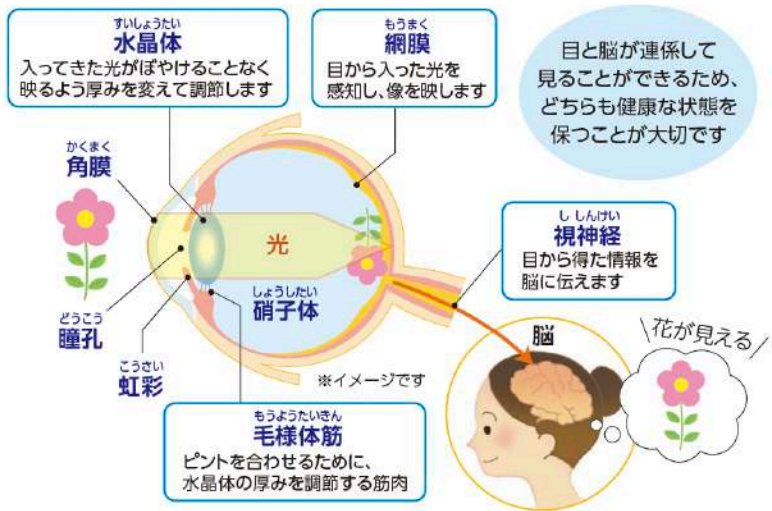 すいしょうたい
水晶体
入ってきた光がぼやけることなく
映るよう厚みを変えて調節します
もうまく
網膜
目から入った光を
感知し、像を映します
目と脳が連係して
見ることができるため、
どちらも健康な状態を
保つことが大切です
かくまく
角膜
光
ししんけい
視神経
目から得た情報を
脳に伝えます
しょうしたい
硝子体
どうこう
瞳孔
こうさい
虹彩
※イメージです
脳
\花が見える/
もうようたいきん
毛様体筋
ピントを合わせるために、
水晶体の厚みを調節する筋肉